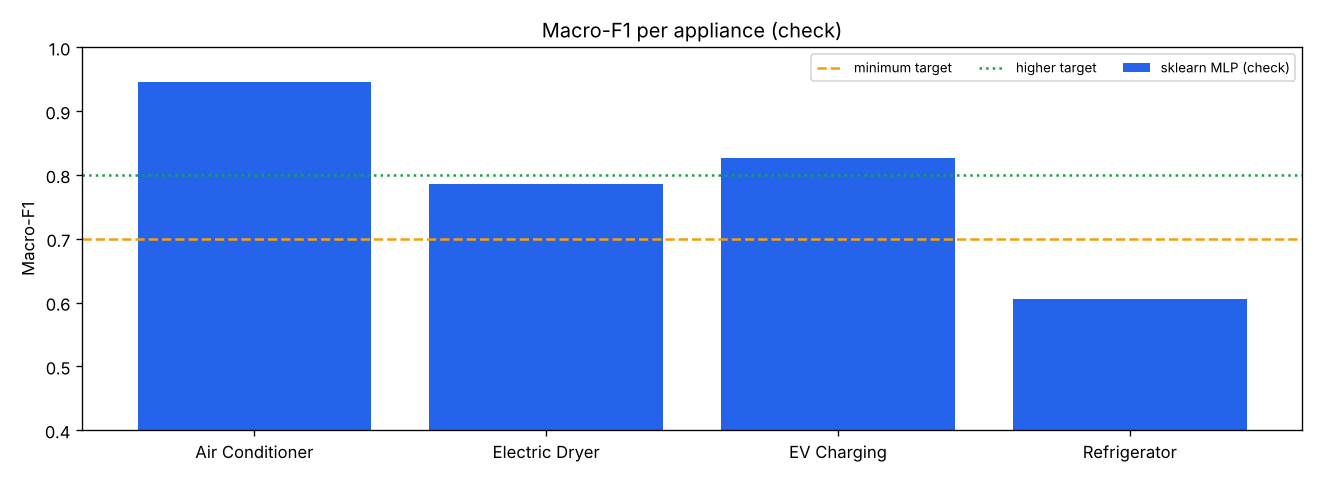 Macro-F1 per appliance (check)
minimum target
higher target
sklearn MLP (check)
Macro-F1
1.0
0.9
0.8
0.7
0.6
0.5
0.4
Air Conditioner
Electric Dryer
EV Charging
Refrigerator